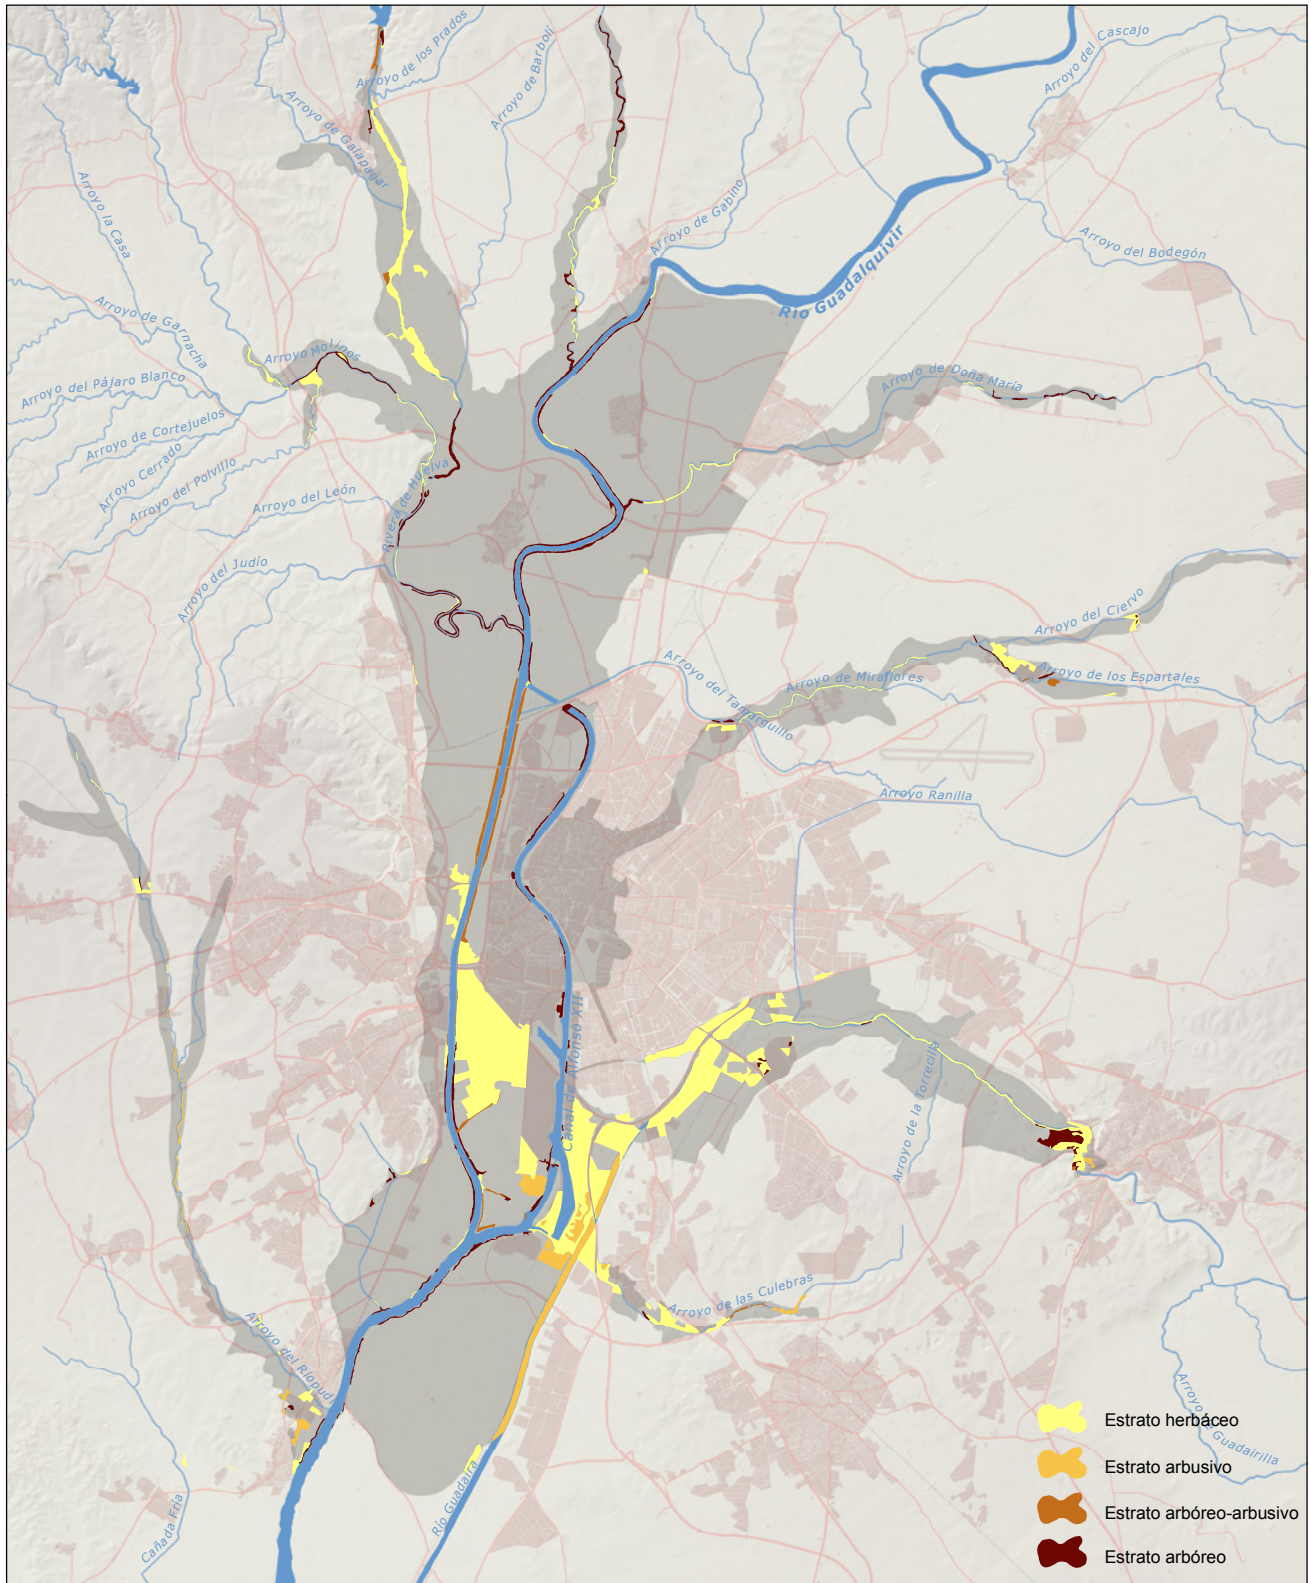 Arroyo de los Prados
Arroyo de Barbolí
Arroyo del Cascajo
Arroyo de Galapagar
Arroyo la Casa
Arroyo de Gabino
Río Guadalquivir
Arroyo del Bodegón
Arroyo de Garnacha
Arroyo Molinos
Arroyo del Pájaro Blanco
Arroyo de Doña María
Arroyo de Cortejuelos
Arroyo Cerrado
Arroyo del Polvillo
Arroyo del León
Rivera de Huelva
Arroyo del Judío
Arroyo del Ciervo
Arroyo del Tamarguillo
Arroyo de Miraflores
Arroyo de los Espartales
Arroyo Ranilla
Canal de Alfonso XII
Arroyo de la Torrecilla
Arroyo de las Culebras
Arroyo del Riopudio
Arroyo de Guadairilla
Río Guadaira
Cañada Fría
Estrato herbáceo
Estrato arbusivo
Estrato arbóreo-arbusivo
Estrato arbóreo